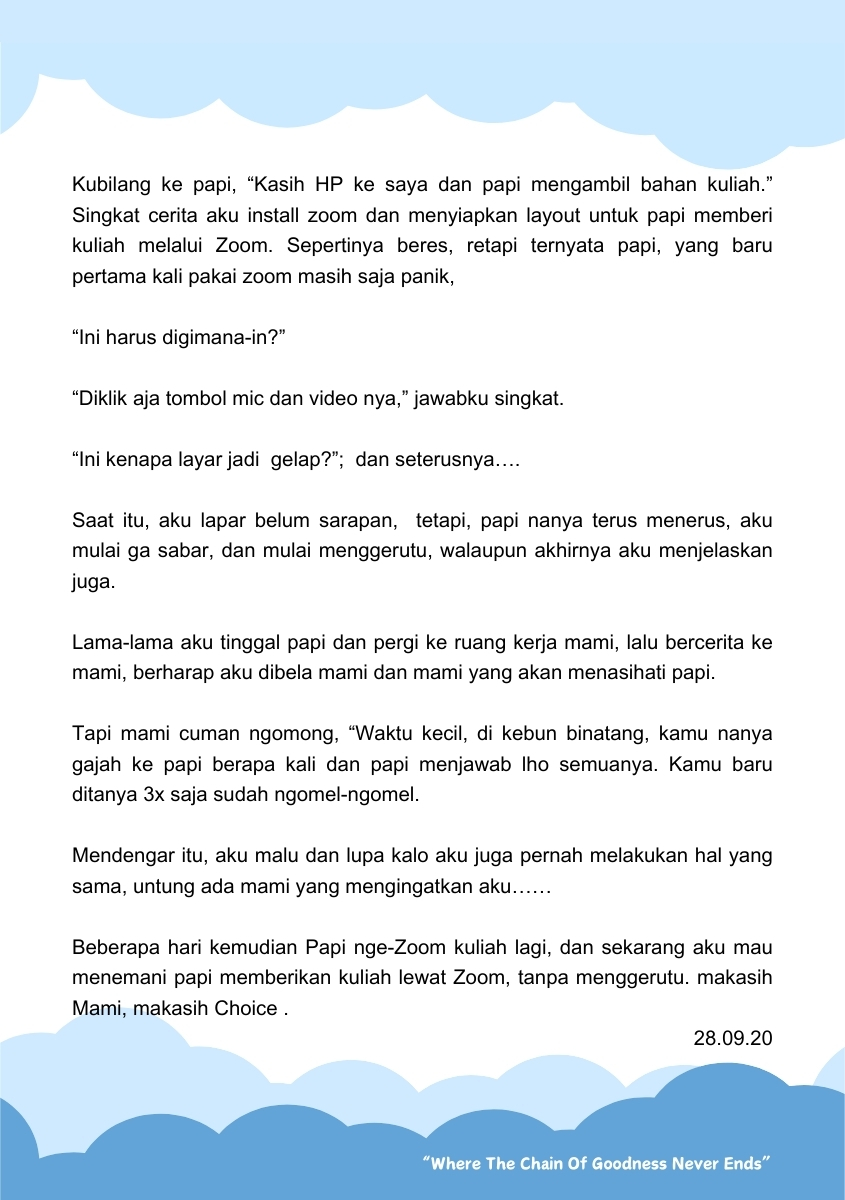 Kubilang ke papi, “Kasih HP ke saya dan papi mengambil bahan kuliah.”
Singkat cerita aku install zoom dan menyiapkan layout untuk papi memberi
kuliah melalui Zoom. Sepertinya beres, retapi ternyata papi, yang baru
pertama kali pakai zoom masih saja panik,
“Ini harus digimana-in?”
“Diklik aja tombol mic dan video nya,” jawabku singkat.
“Ini kenapa layar jadi  gelap?”;  dan seterusnya….
Saat itu, aku lapar belum sarapan,  tetapi, papi nanya terus menerus, aku
mulai ga sabar, dan mulai menggerutu, walaupun akhirnya aku menjelaskan
juga.
Lama-lama aku tinggal papi dan pergi ke ruang kerja mami, lalu bercerita ke
mami, berharap aku dibela mami dan mami yang akan menasihati papi.
Tapi mami cuman ngomong, “Waktu kecil, di kebun binatang, kamu nanya
gajah ke papi berapa kali dan papi menjawab lho semuanya. Kamu baru
ditanya 3x saja sudah ngomel-ngomel.
Mendengar itu, aku malu dan lupa kalo aku juga pernah melakukan hal yang
sama, untung ada mami yang mengingatkan aku……
Beberapa hari kemudian Papi nge-Zoom kuliah lagi, dan sekarang aku mau
menemani papi memberikan kuliah lewat Zoom, tanpa menggerutu. makasih
Mami, makasih Choice .
28.09.20
“Where The Chain Of Goodness Never Ends”